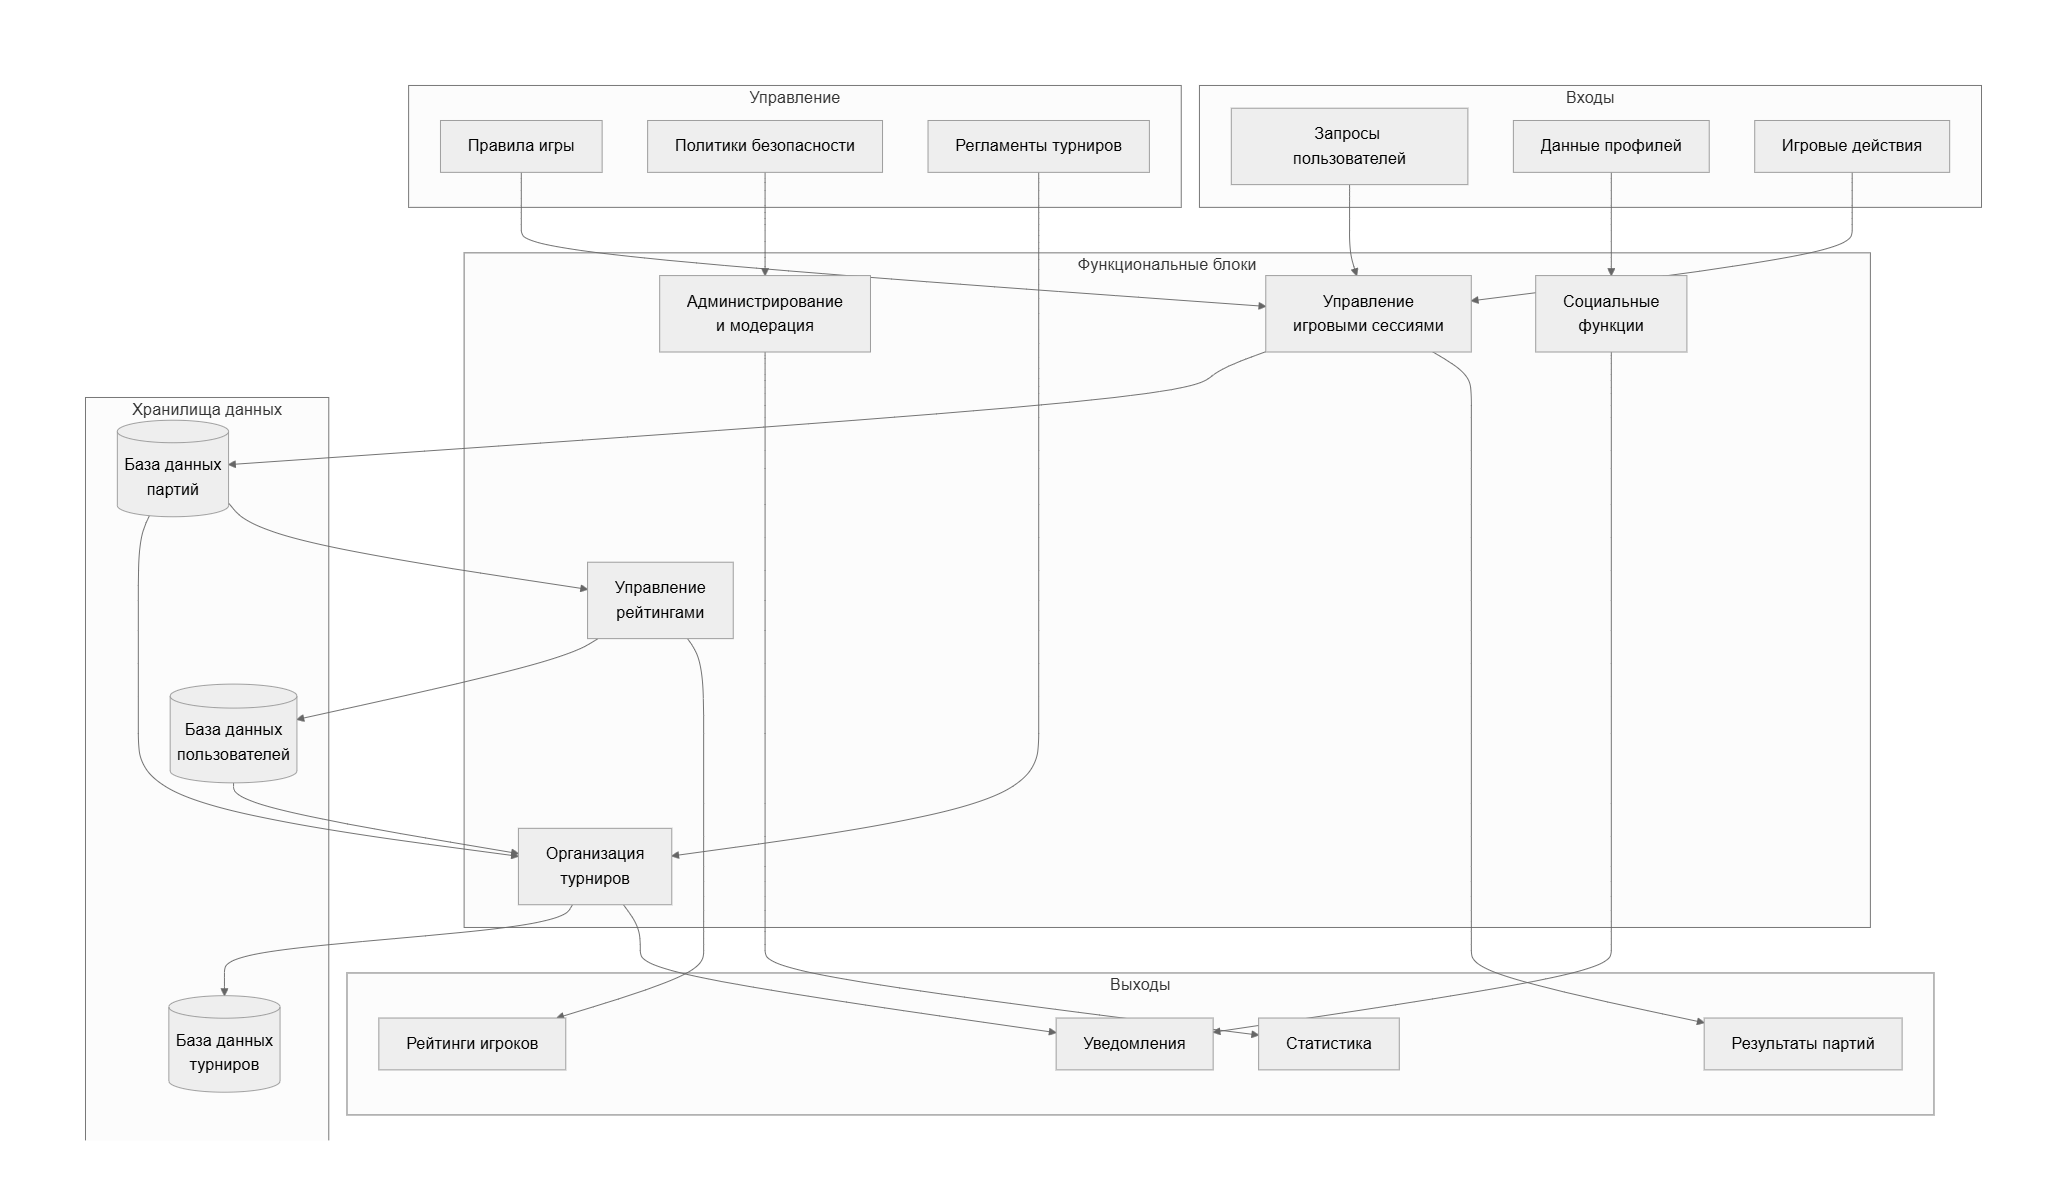 Управление
Правила игры
Политики безопасности
Регламенты турниров
Входы
Запросы
пользователей
Данные профилей
Игровые действия
Функциональные блоки
Администрирование
и модерация
Управление
игровыми сессиями
Социальные
функции
Хранилища данных
База данных
партий
Управление
рейтингами
База данных
пользователей
Организация
турниров
База данных
турниров
Выходы
Рейтинги игроков
Уведомления
Статистика
Результаты партий